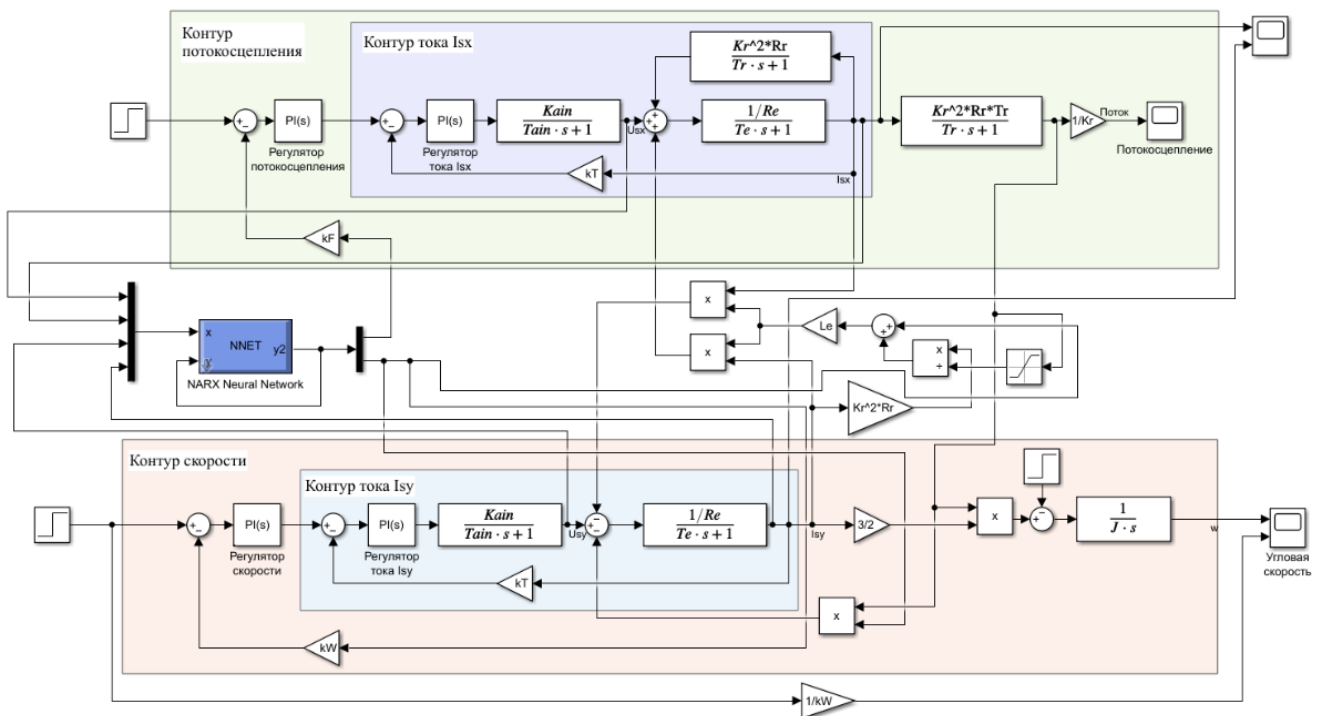 Контур
потокосцепления
Контур тока Isx
Kr^2*Rr
Tr · s + 1
PI(s)
Регулятор
потокосцепления
PI(s)
Регулятор
тока Isx
Kain
Tain · s + 1
Usx
1/Re
Te · s + 1
Kr^2*Rr*Tr
Tr · s + 1
1/Kr
Поток
Потокосцепление
kT
Isx
kF
x
Le
x
x
÷
x
NNET
y2
NARX Neural Network
Kr^2*Rr
Контур скорости
Контур тока Isy
PI(s)
Регулятор
скорости
PI(s)
Регулятор
тока Isy
Kain
Tain · s + 1
Usy
1/Re
Te · s + 1
Isy
3/2
x
1
J · s
w
Угловая
скорость
kT
x
kW
1/kW